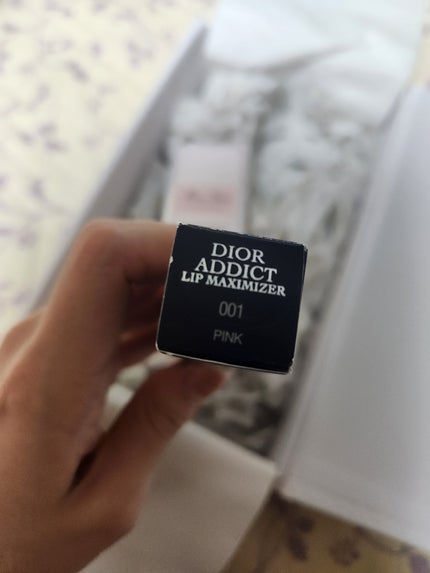 DIOR
ADDICT
LIP MAXIMIZER
001
PINK